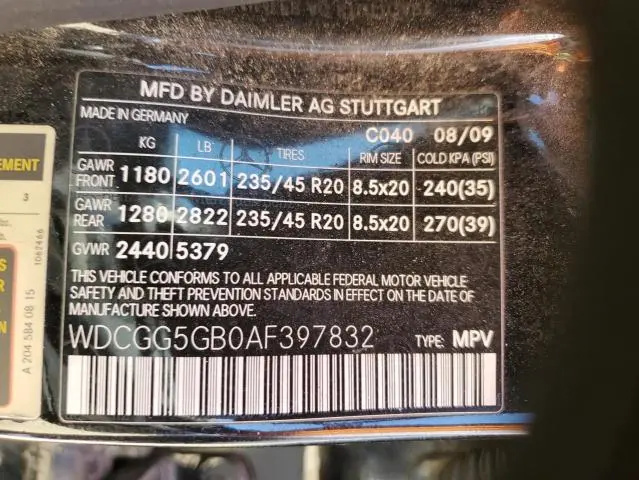 MFD BY DAIMLER AG STUTTGART
MADE IN GERMANY
C040 08/09
KG LB TIRES RIM SIZE COLD KPA (PSI)
GAWR FRONT 1180 2601 235/45 R20 8.5x20 240(35)
GAWR REAR 1280 2822 235/45 R20 8.5x20 270(39)
GVWR 2440 5379
THIS VEHICLE CONFORMS TO ALL APPLICABLE FEDERAL MOTOR VEHICLE
SAFETY AND THEFT PREVENTION STANDARDS IN EFFECT ON THE DATE OF
MANUFACTURE SHOWN ABOVE.
WDCGG5GB0AF397832 TYPE: MPV
EMENT
3
1062466
A 204 584 08 15